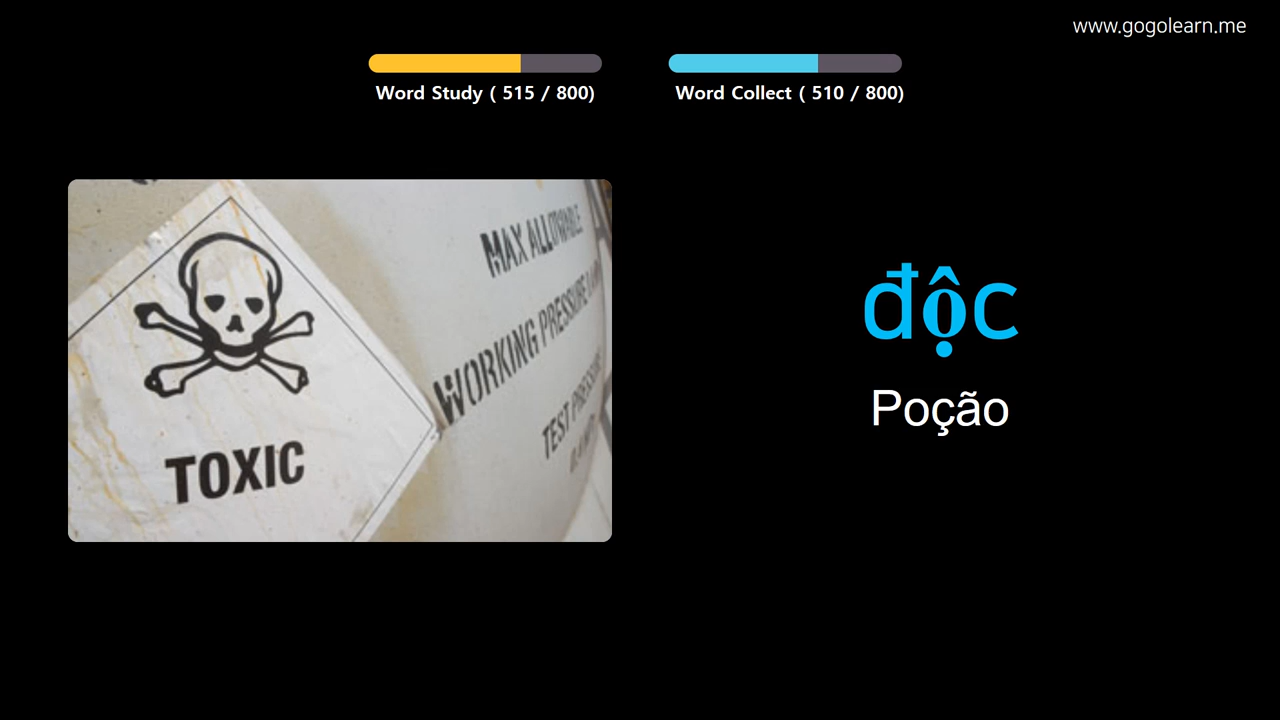 www.gogolearn.me
Word Study ( 515 / 800)
Word Collect ( 510 / 800)
MAX ALLOWABLE
WORKING PRESSURE
TEST PRESSURE
TOXIC
độc
Poção